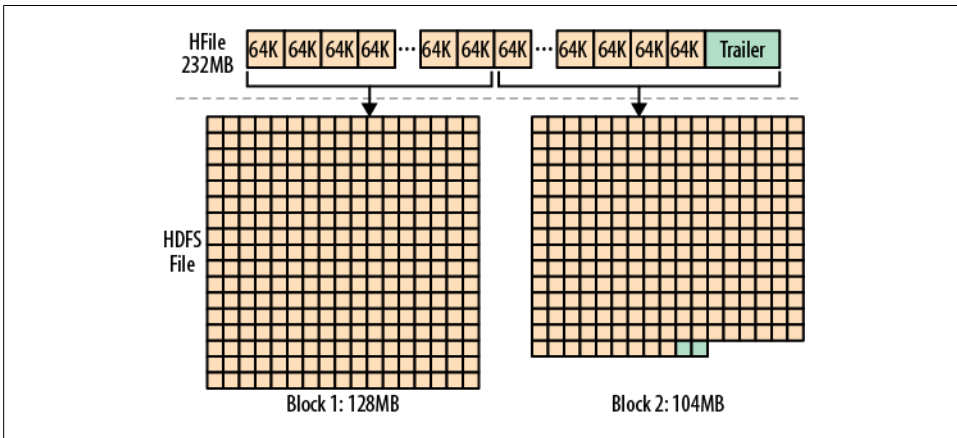 HFile
232MB
64K 64K 64K 64K ... 64K 64K 64K ... 64K 64K 64K 64K Trailer
HDFS
File
Block 1: 128MB
Block 2: 104MB